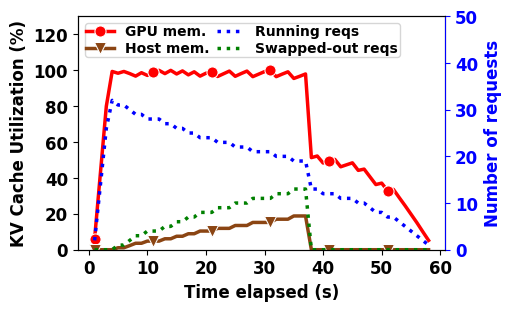 GPU mem.
Host mem.
Running reqs
Swapped-out reqs
KV Cache Utilization (%)
0
20
40
60
80
100
120
0
10
20
30
40
50
60
Time elapsed (s)
0
10
20
30
40
50
Number of requests